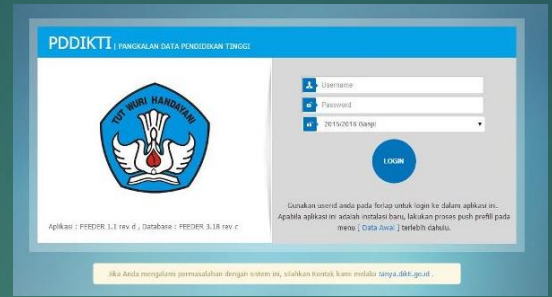 PDDIKTI | PANGKALAN DATA PENDIDIKAN TINGGI
TUT WURI HANDAYANI
Username
Password
2015/2016 Ganjil
LOGIN
Gunakan userid anda pada forlap untuk login ke dalam aplikasi ini.
Apabila aplikasi ini adalah instalasi baru, lakukan proses push prefill pada
menu [ Data Awal ] terlebih dahulu.
Aplikasi : FEEDER 1.1 rev d , Database : FEEDER 3.18 rev c
Jika Anda mengalami permasalahan dengan sistem ini, silahkan kontak kami melalui tanya.dikti.go.id .